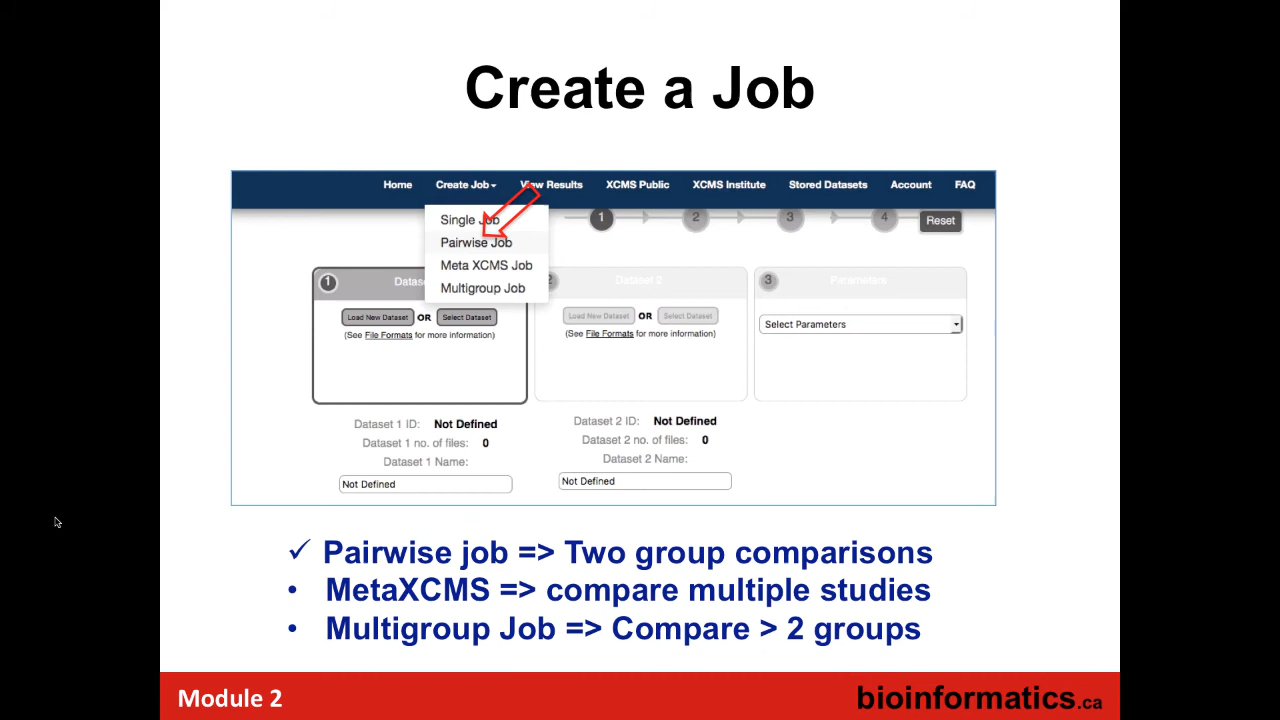 Create a Job
Home Create Job View Results XCMS Public XCMS Institute Stored Datasets Account FAQ
Single Job
Pairwise Job
Meta XCMS Job
Multigroup Job
1 2 3 4 Reset
1 Datas
Load New Dataset OR Select Dataset
(See File Formats for more information)
2 Dataset 2
Load New Dataset OR Select Dataset
(See File Formats for more information)
3 Parameters
Select Parameters
Dataset 1 ID: Not Defined
Dataset 1 no. of files: 0
Dataset 1 Name:
Not Defined
Dataset 2 ID: Not Defined
Dataset 2 no. of files: 0
Dataset 2 Name:
Not Defined
✓ Pairwise job => Two group comparisons
• MetaXCMS => compare multiple studies
• Multigroup Job => Compare > 2 groups
Module 2
bioinformatics.ca